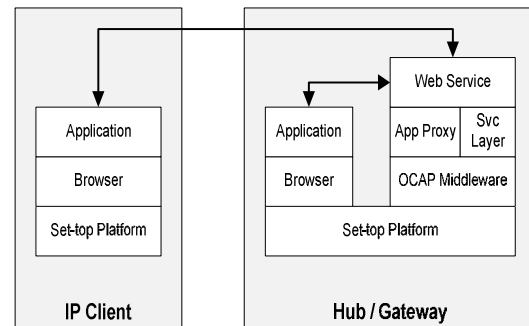 Application
Browser
Set-top Platform
IP Client
Web Service
Application
App Proxy
Svc
Layer
Browser
OCAP Middleware
Set-top Platform
Hub / Gateway